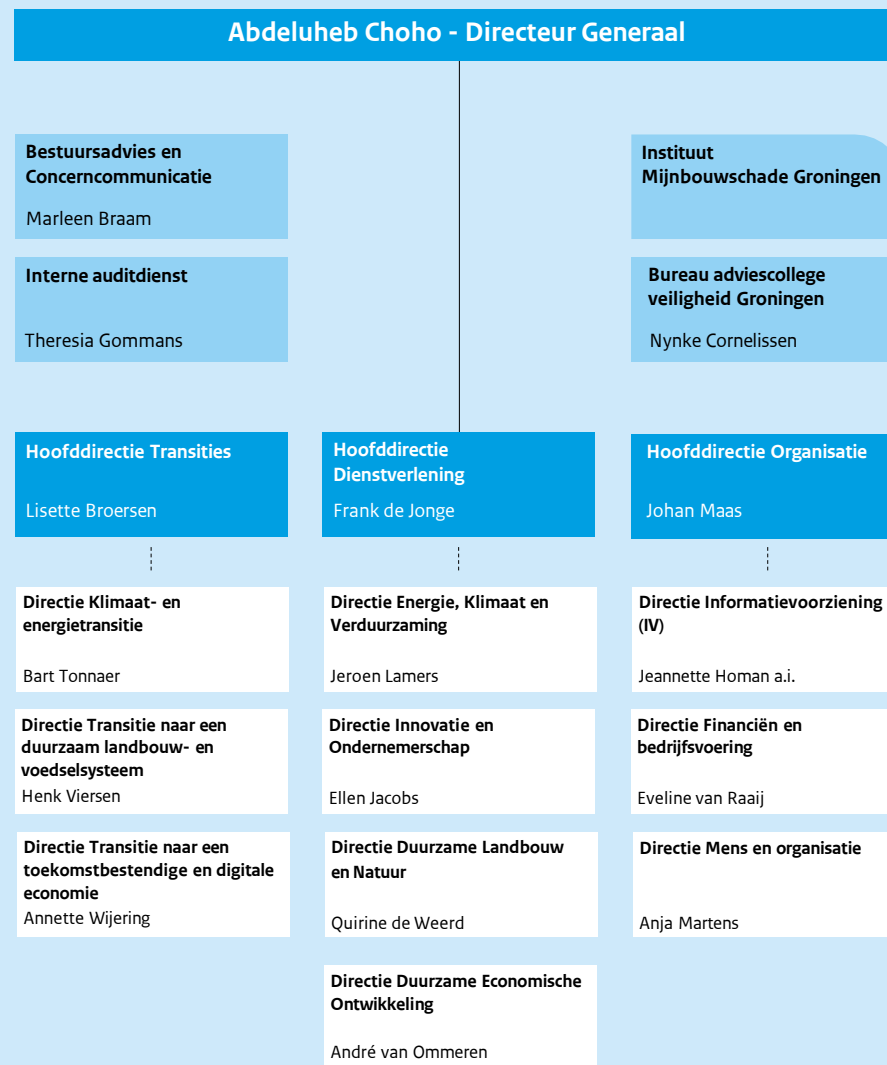 Abdeluheb Choho - Directeur Generaal
Bestuursadvies en
Concerncommunicatie
Marleen Braam
Instituut
Mijnbouwschade Groningen
Interne auditdienst
Theresia Gommans
Bureau adviescollege
veiligheid Groningen
Nynke Cornelissen
Hoofddirectie Transities
Lisette Broersen
Hoofddirectie
Dienstverlening
Frank de Jonge
Hoofddirectie Organisatie
Johan Maas
Directie Klimaat- en
energietransitie
Bart Tonnaer
Directie Energie, Klimaat en
Verduurzaming
Jeroen Lamers
Directie Informatievoorziening
(IV)
Jeannette Homan a.i.
Directie Transitie naar een
duurzaam landbouw- en
voedselsysteem
Henk Viersen
Directie Innovatie en
Ondernemerschap
Ellen Jacobs
Directie Financiën en
bedrijfsvoering
Eveline van Raaij
Directie Transitie naar een
toekomstbestendige en digitale
economie
Annette Wijering
Directie Duurzame Landbouw
en Natuur
Quirine de Weerd
Directie Mens en organisatie
Anja Martens
Directie Duurzame Economische
Ontwikkeling
André van Ommeren